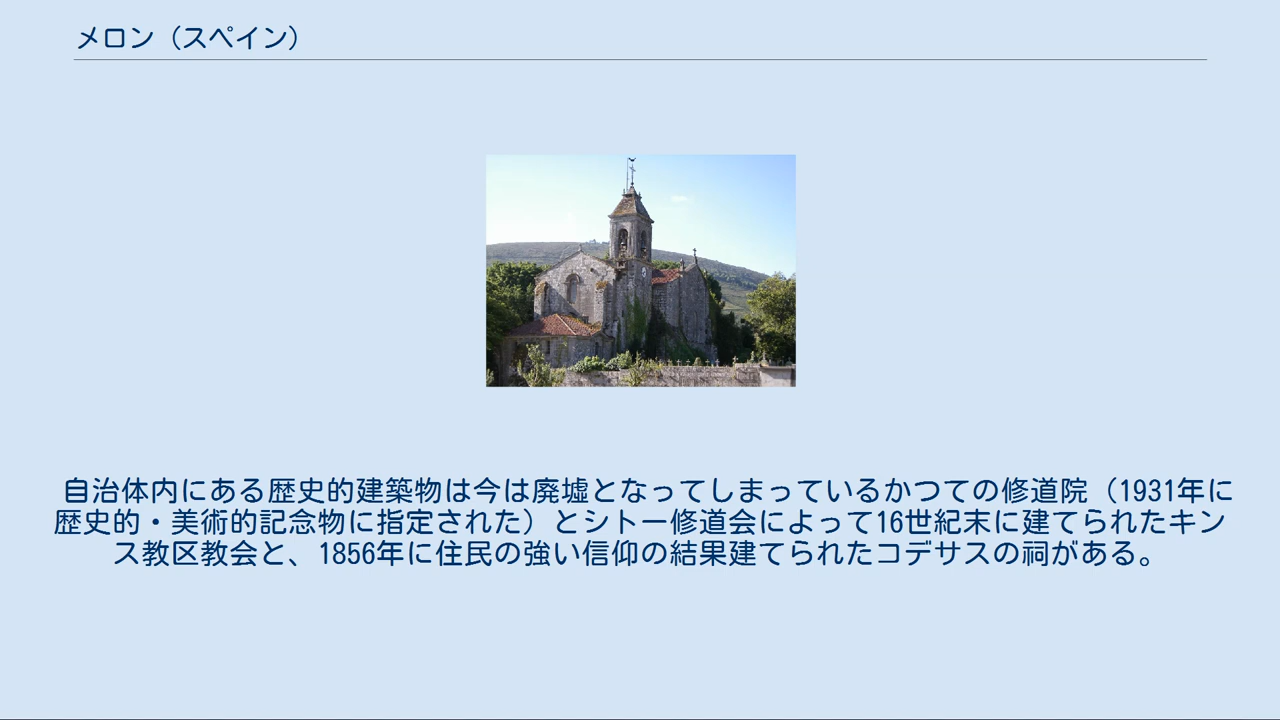 メロン（スペイン）
自治体内にある歴史的建築物は今は廃墟となってしまっているかつての修道院（1931年に
歴史的・美術的記念物に指定された）とシトー修道会によって16世紀末に建てられたキン
ス教区教会と、1856年に住民の強い信仰の結果建てられたコデサスの祠がある。